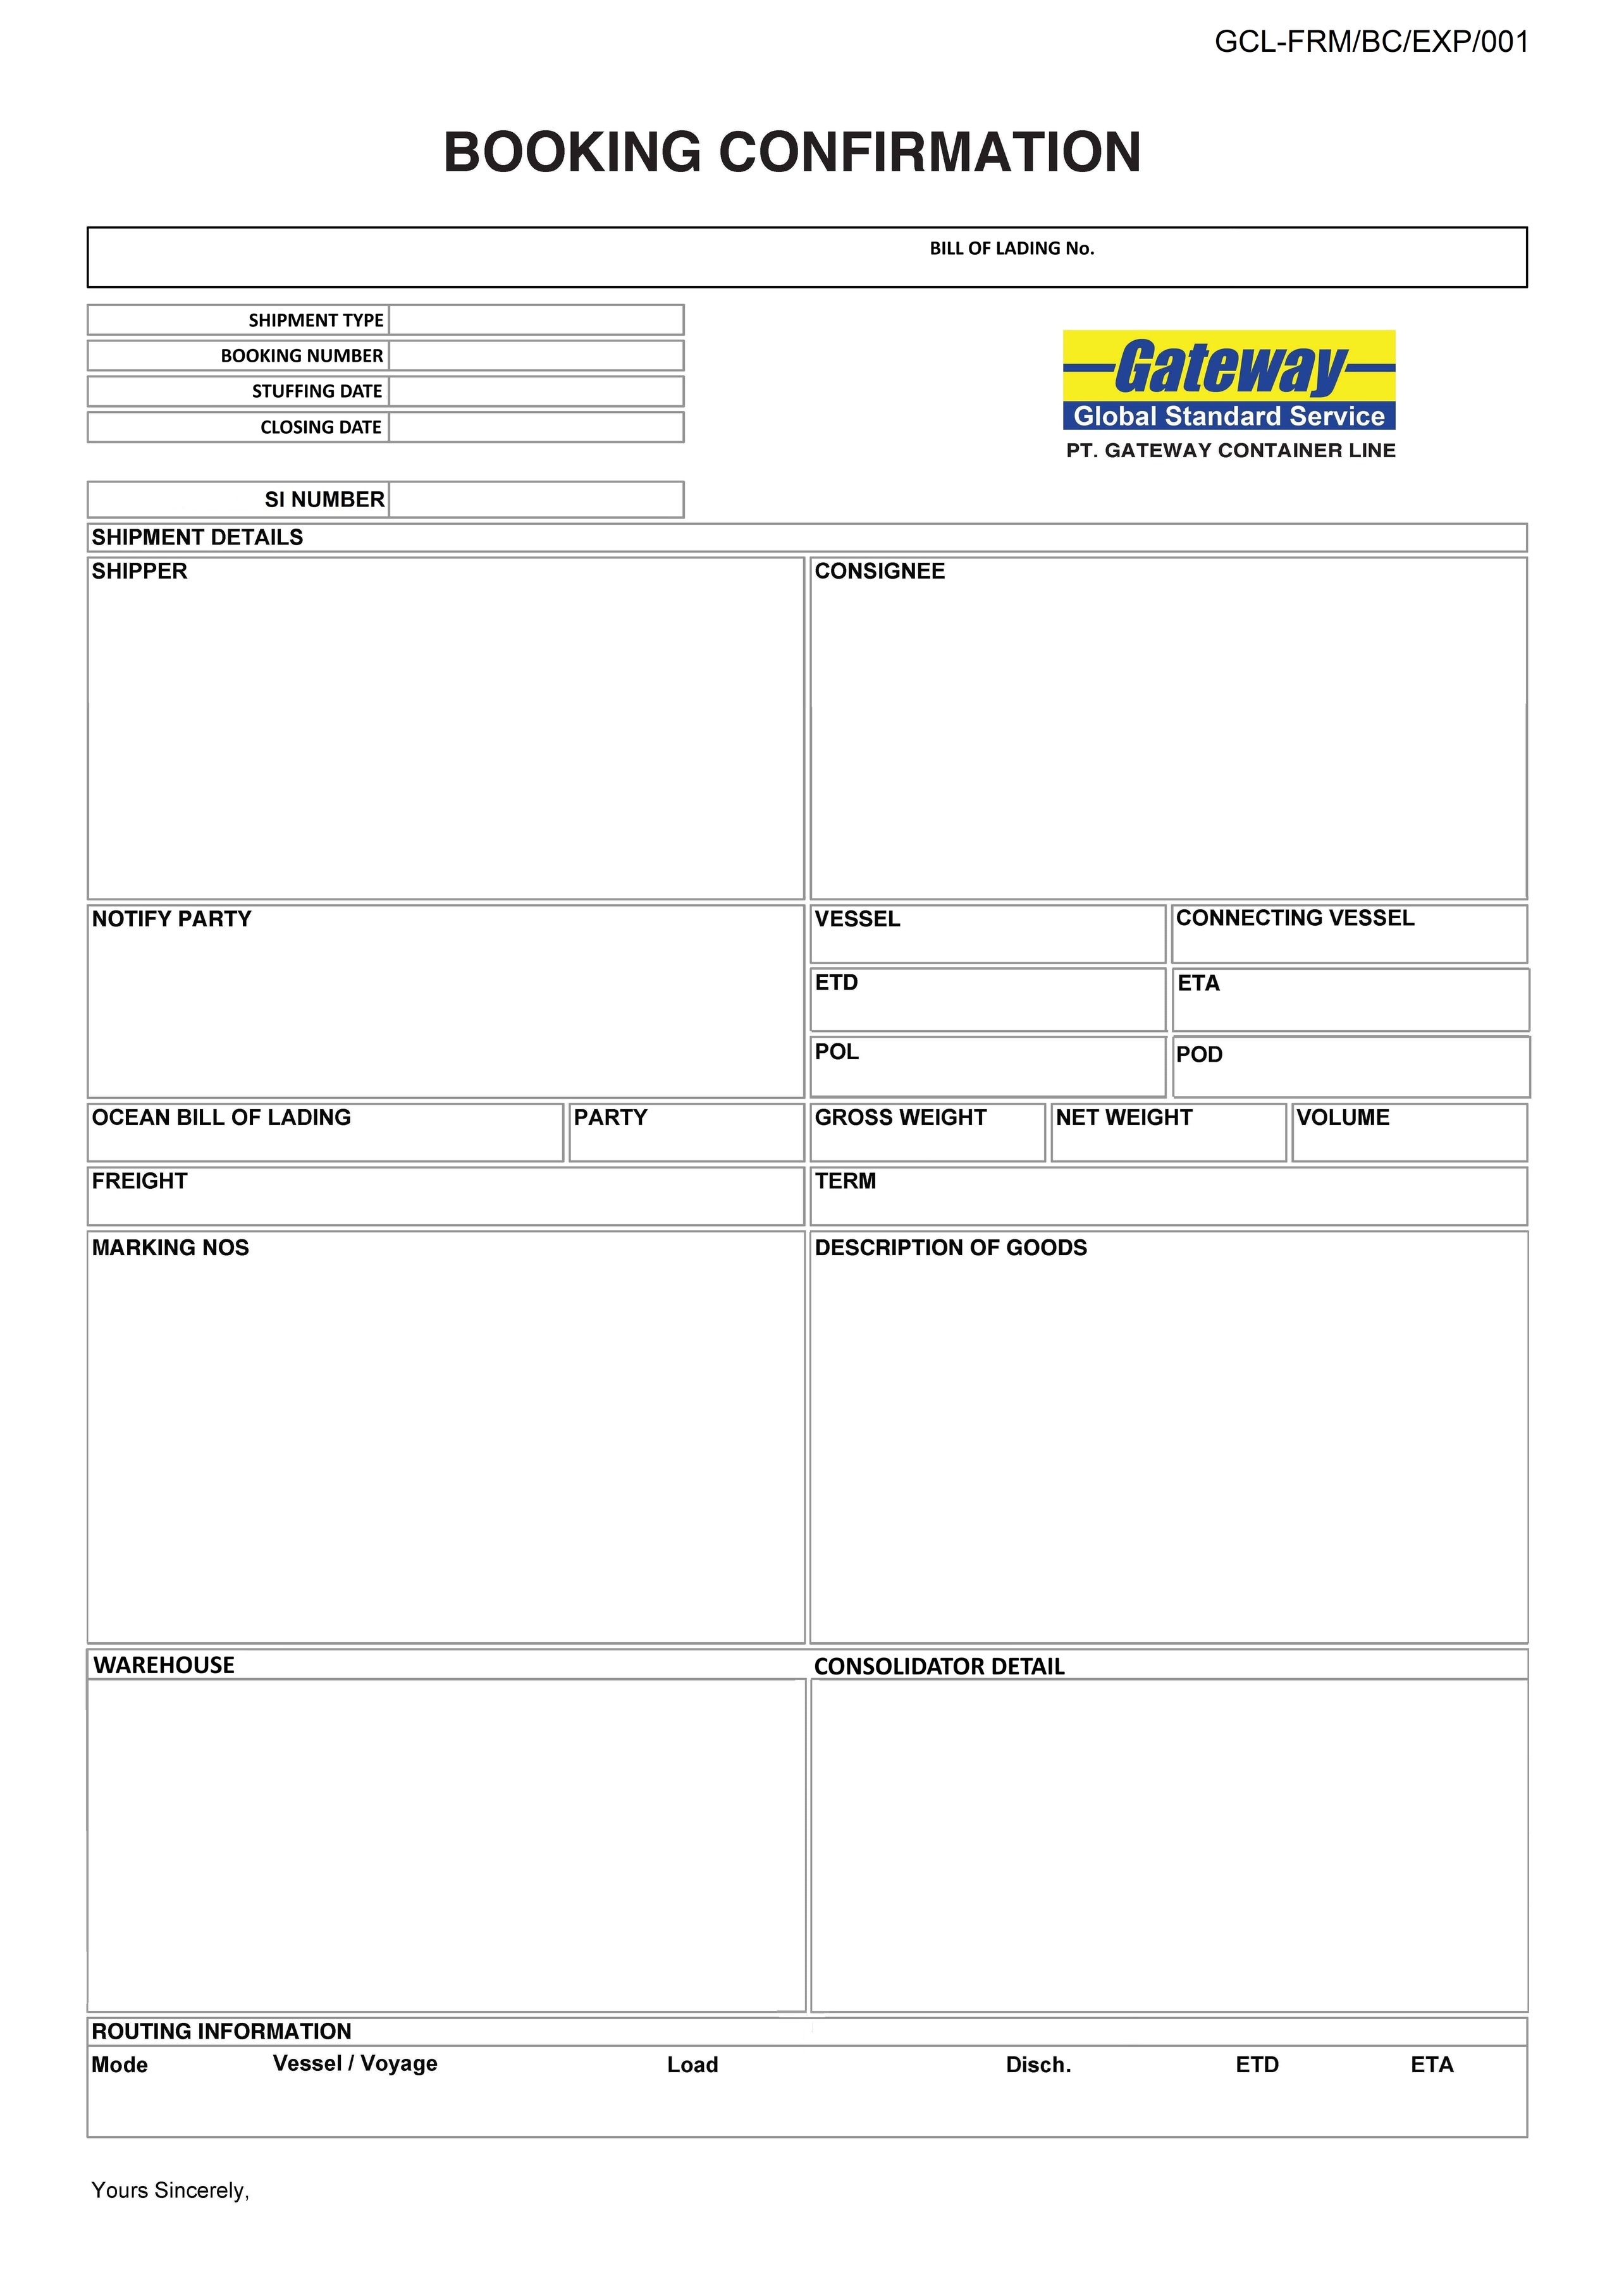 GCL-FRM/BC/EXP/001
BOOKING CONFIRMATION
BILL OF LADING No.
SHIPMENT TYPE
BOOKING NUMBER
STUFFING DATE
CLOSING DATE
Gateway
Global Standard Service
PT. GATEWAY CONTAINER LINE
SI NUMBER
SHIPMENT DETAILS
SHIPPER CONSIGNEE
NOTIFY PARTY VESSEL CONNECTING VESSEL
ETD ETA
POL POD
OCEAN BILL OF LADING PARTY GROSS WEIGHT NET WEIGHT VOLUME
FREIGHT TERM
MARKING NOS DESCRIPTION OF GOODS
WAREHOUSE CONSOLIDATOR DETAIL
ROUTING INFORMATION
Mode Vessel / Voyage Load Disch. ETD ETA
Yours Sincerely,